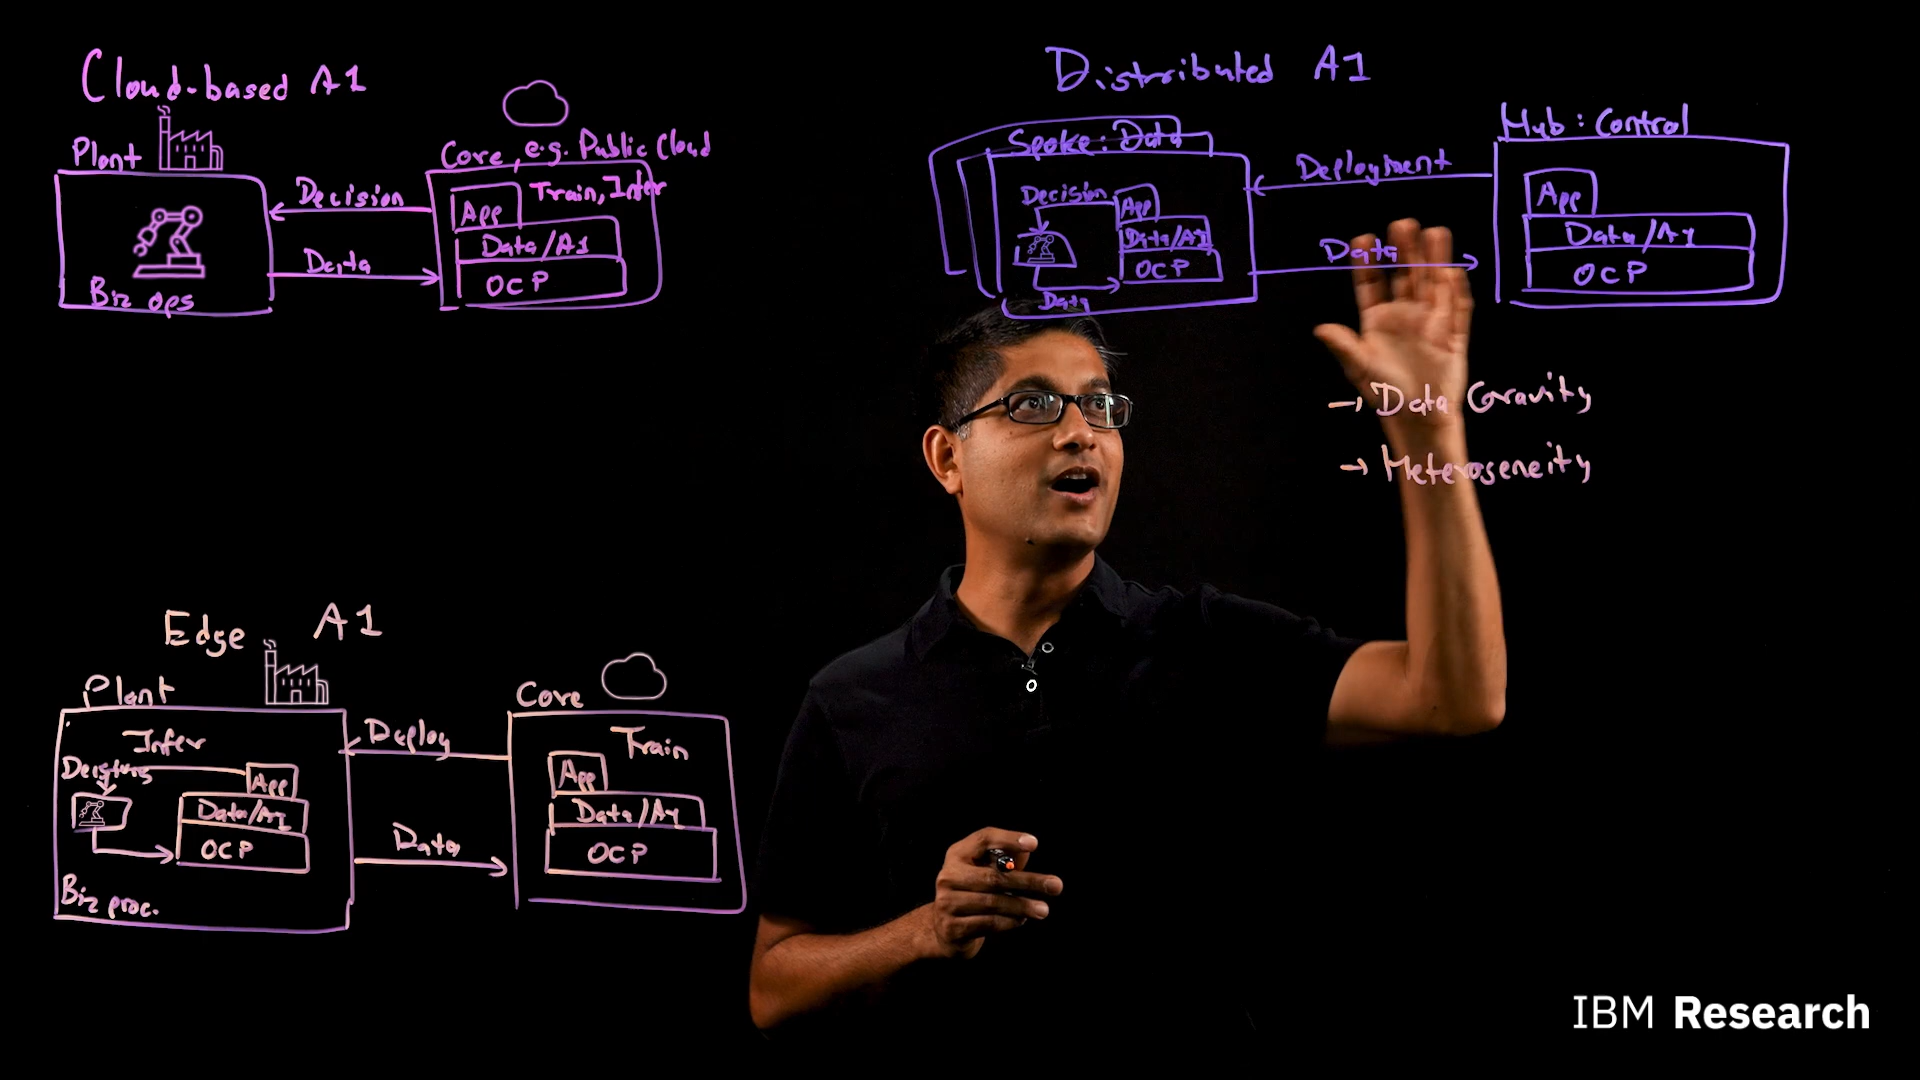 Cloud-based AI
Plant
Biz ops
Decision
Data
Core, e.g. Public Cloud
Train, Infer
App
Data/AI
OCP
Distributed AI
Spoke: Data
Decision
App
Data/AI
OCP
Data
Deployment
Data
Hub: Control
App
Data/AI
OCP
→ Data Gravity
→ Heterogeneity
Edge AI
Plant
Infer
Decisions
App
Data/AI
OCP
Biz proc.
Deploy
Data
Core
Train
App
Data/AI
OCP
IBM Research